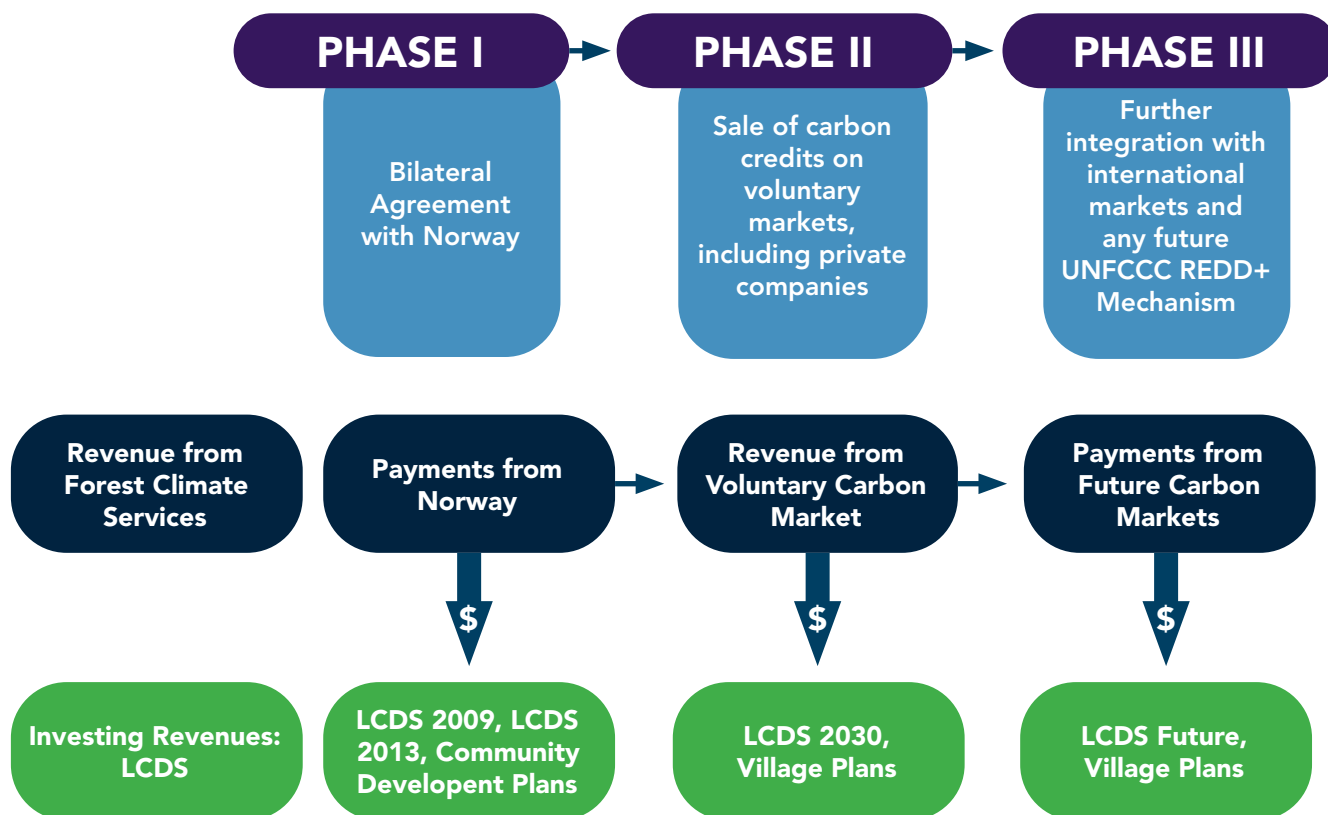 PHASE I
PHASE II
PHASE III
Bilateral
Agreement
with Norway
Sale of carbon
credits on
voluntary
markets,
including private
companies
Further
integration with
international
markets and
any future
UNFCCC REDD+
Mechanism
Revenue from
Forest Climate
Services
Payments from
Norway
Revenue from
Voluntary Carbon
Market
Payments from
Future Carbon
Markets
$
$
$
Investing Revenues:
LCDS
LCDS 2009, LCDS
2013, Community
Developent Plans
LCDS 2030,
Village Plans
LCDS Future,
Village Plans